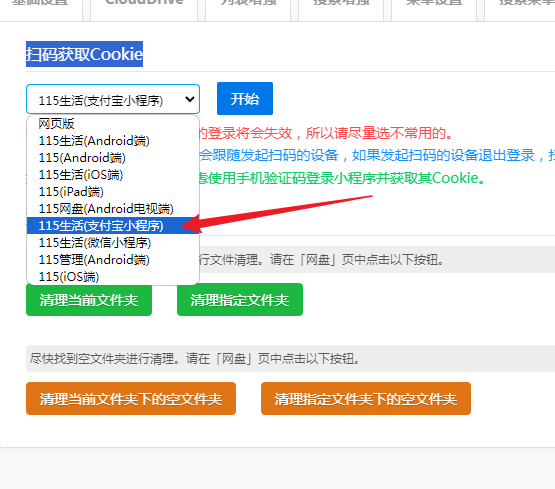 基础设置 CloudDrive 列表增强 搜索增强 菜单设置 搜索菜单
扫码获取Cookie
115生活(支付宝小程序) 开始
网页版
115生活(Android端) 的登录将会失效，所以请尽量选不常用的。
115(Android端) 会跟随发起扫码的设备，如果发起扫码的设备退出登录，
115生活(iOS端) 使用手机验证码登录小程序并获取其Cookie。
115(iPad端)
115网盘(Android电视端)
115生活(支付宝小程序)
115生活(微信小程序)
115管理(Android端) 行文件清理。请在「网盘」页中点击以下按钮。
115(iOS端)
清理当前文件夹 清理指定文件夹
尽快找到空文件夹进行清理。请在「网盘」页中点击以下按钮。
清理当前文件夹下的空文件夹 清理指定文件夹下的空文件夹